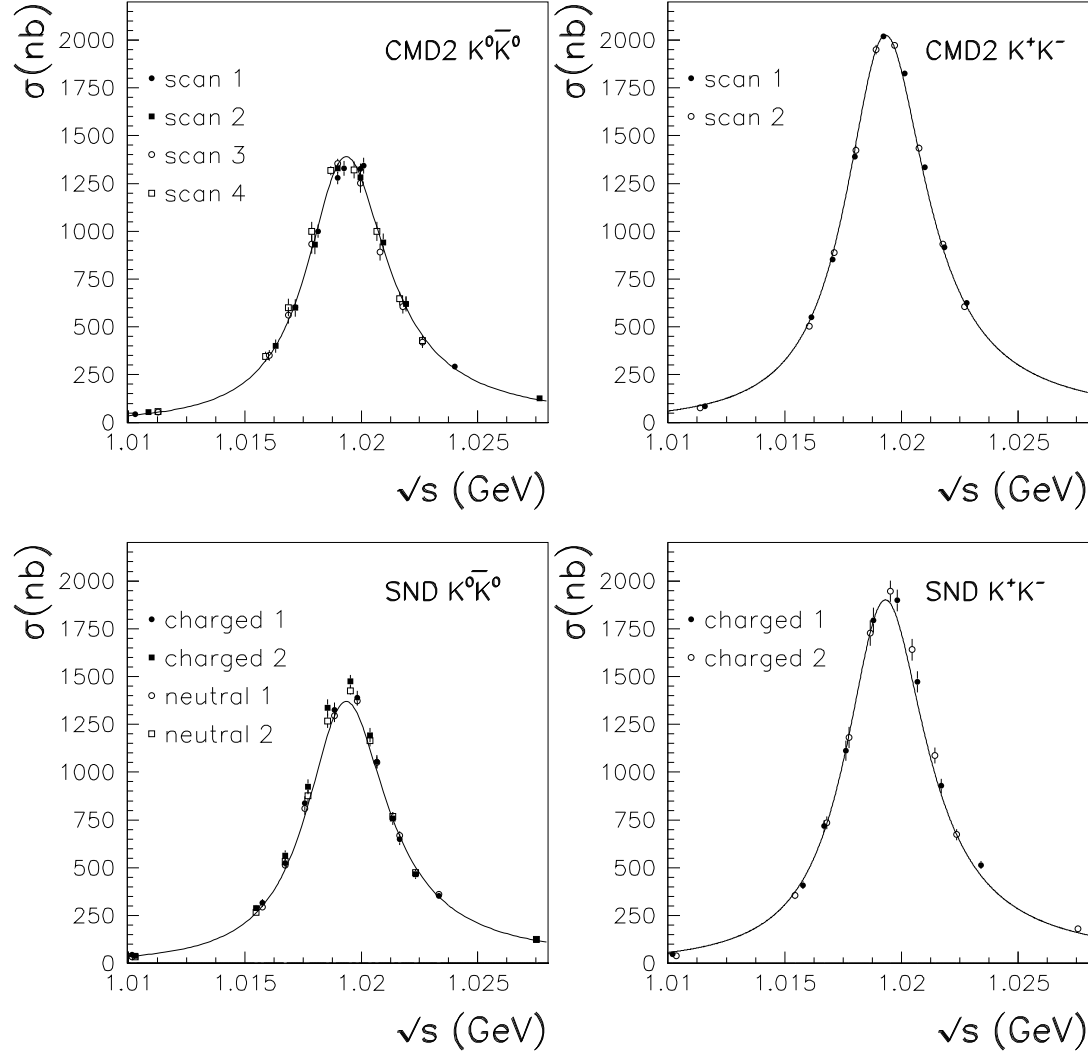 σ(nb)
CMD2 K⁰K̅⁰
scan 1
scan 2
scan 3
scan 4
2000
1750
1500
1250
1000
750
500
250
0
1.01 1.015 1.02 1.025
√s (GeV)
σ(nb)
CMD2 K⁺K⁻
scan 1
scan 2
2000
1750
1500
1250
1000
750
500
250
0
1.01 1.015 1.02 1.025
√s (GeV)
σ(nb)
SND K⁰K̅⁰
charged 1
charged 2
neutral 1
neutral 2
2000
1750
1500
1250
1000
750
500
250
0
1.01 1.015 1.02 1.025
√s (GeV)
σ(nb)
SND K⁺K⁻
charged 1
charged 2
2000
1750
1500
1250
1000
750
500
250
0
1.01 1.015 1.02 1.025
√s (GeV)